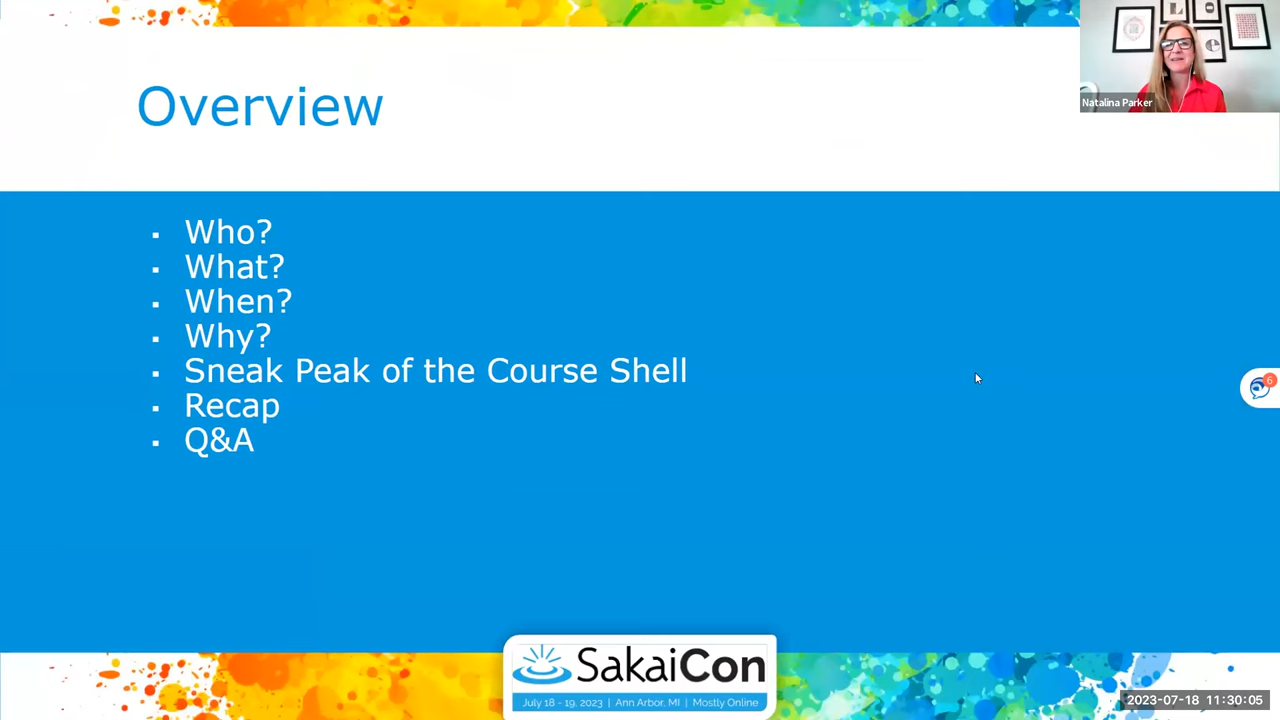 Overview
Natalina Parker
Who?
What?
When?
Why?
Sneak Peak of the Course Shell
Recap
Q&A
6
SakaiCon
July 18 - 19, 2023 | Ann Arbor, MI | Mostly Online
2023-07-18 11:30:05